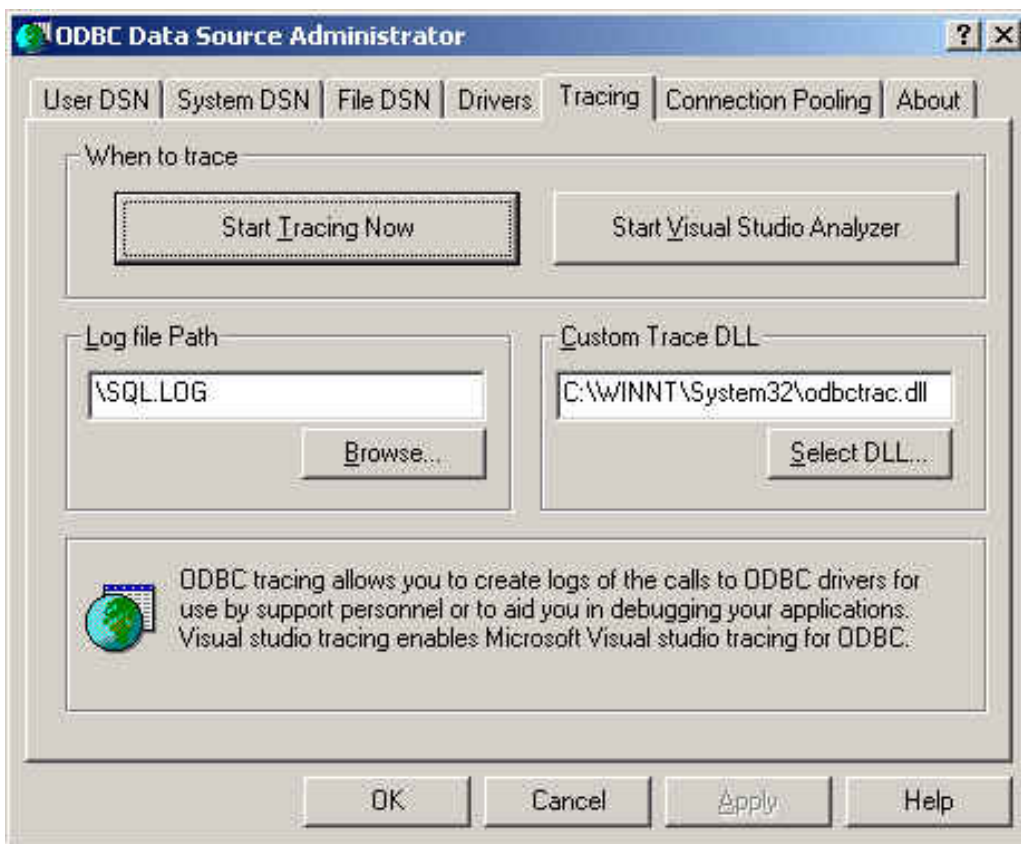 ODBC Data Source Administrator
User DSN System DSN File DSN Drivers Tracing Connection Pooling About
When to trace
Start Tracing Now Start Visual Studio Analyzer
Log file Path Custom Trace DLL
\SQL.LOG C:\WINNT\System32\odbctrac.dll
Browse... Select DLL...
ODBC tracing allows you to create logs of the calls to ODBC drivers for
use by support personnel or to aid you in debugging your applications.
Visual studio tracing enables Microsoft Visual studio tracing for ODBC.
OK Cancel Apply Help